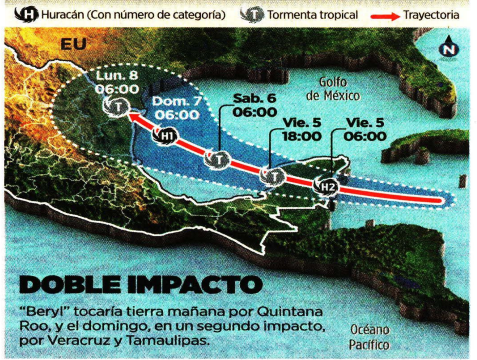 H Huracán (Con número de categoría) T Tormenta tropical Trayectoria
EU
N
Golfo
de México
Lun. 8
06:00
Dom. 7
06:00
Sab. 6
06:00
Vie. 5
18:00
Vie. 5
06:00
T
H1
T
T
H2
DOBLE IMPACTO
"Beryl" tocaría tierra mañana por Quintana
Roo, y el domingo, en un segundo impacto,
por Veracruz y Tamaulipas.
Océano
Pacífico